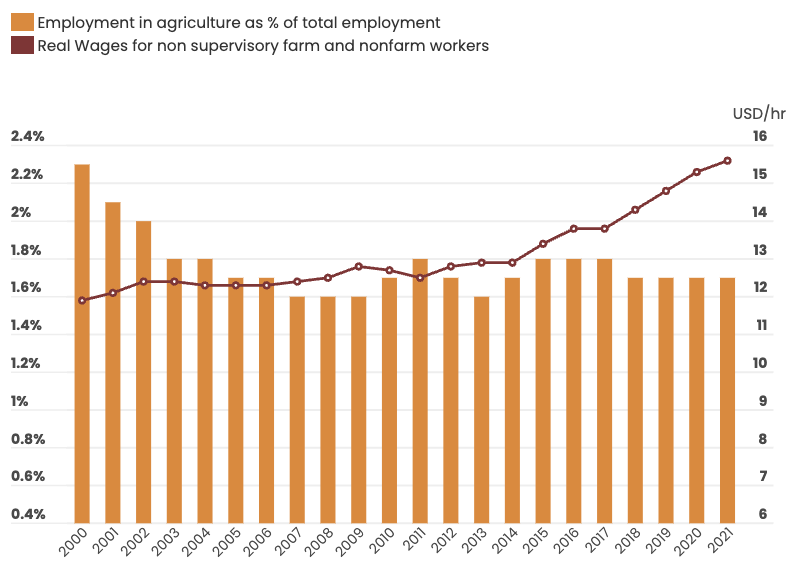 Employment in agriculture as % of total employment
Real Wages for non supervisory farm and nonfarm workers
USD/hr
2.4% 16
2.2% 15
2% 14
1.8% 13
1.6% 12
1.4% 11
1.2% 10
1% 9
0.8% 8
0.6% 7
0.4% 6
2000 2001 2002 2003 2004 2005 2006 2007 2008 2009 2010 2011 2012 2013 2014 2015 2016 2017 2018 2019 2020 2021